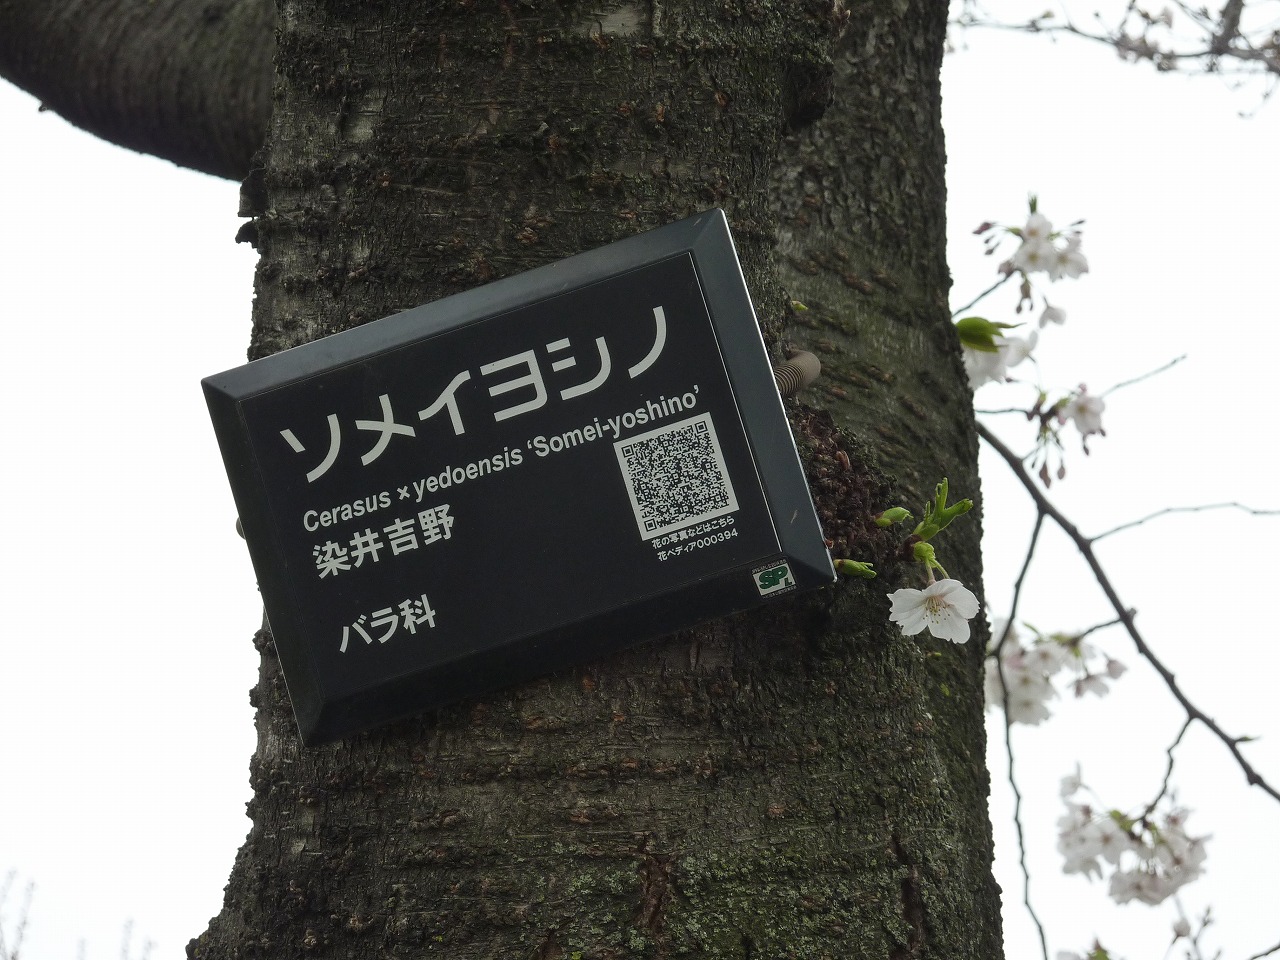 ソメイヨシノ
Cerasus × yedoensis ‘Somei-yoshino’
染井吉野
バラ科
花の写真などはこちら
花ペディア000394
SPL